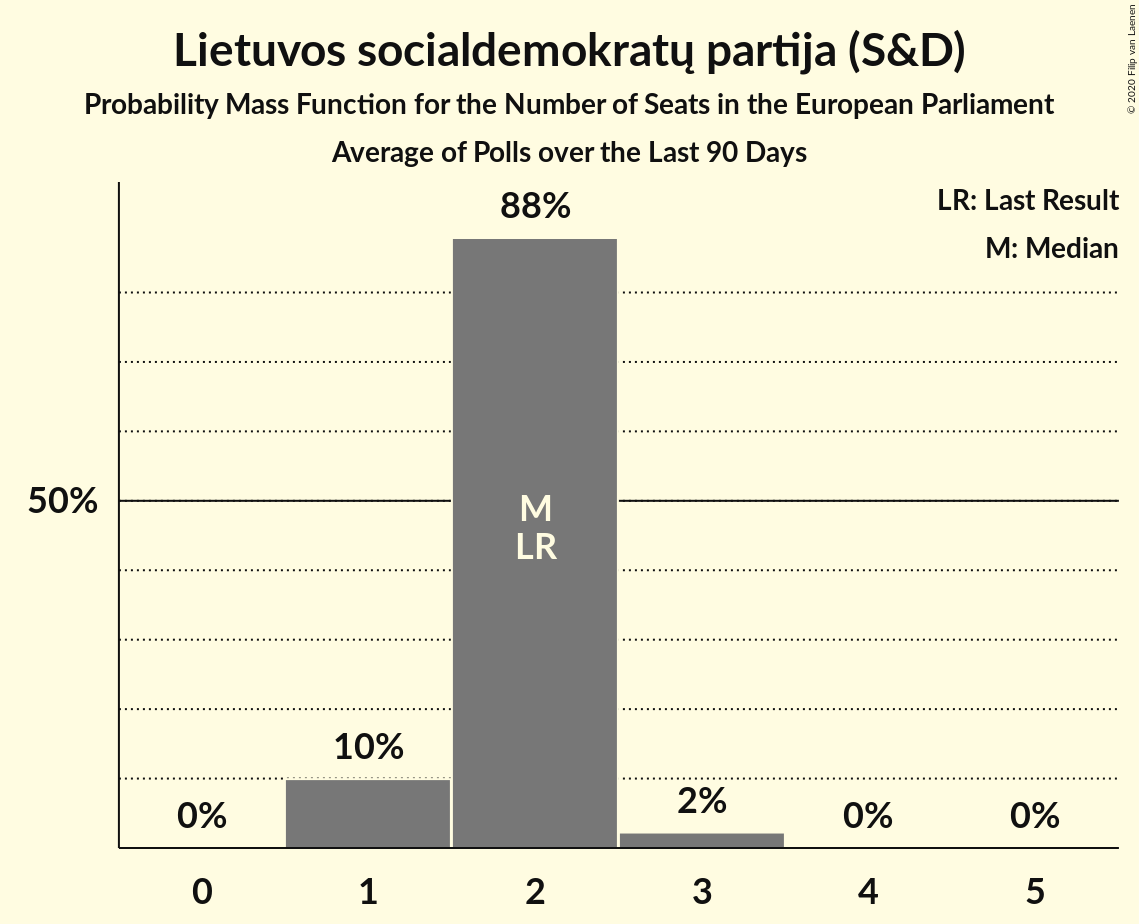 Lietuvos socialdemokratų partija (S&D)
Probability Mass Function for the Number of Seats in the European Parliament
Average of Polls over the Last 90 Days
© 2020 Filip van Laenen
LR: Last Result
M: Median
88%
50%
M
LR
10%
2%
0%
0%
0%
0 1 2 3 4 5